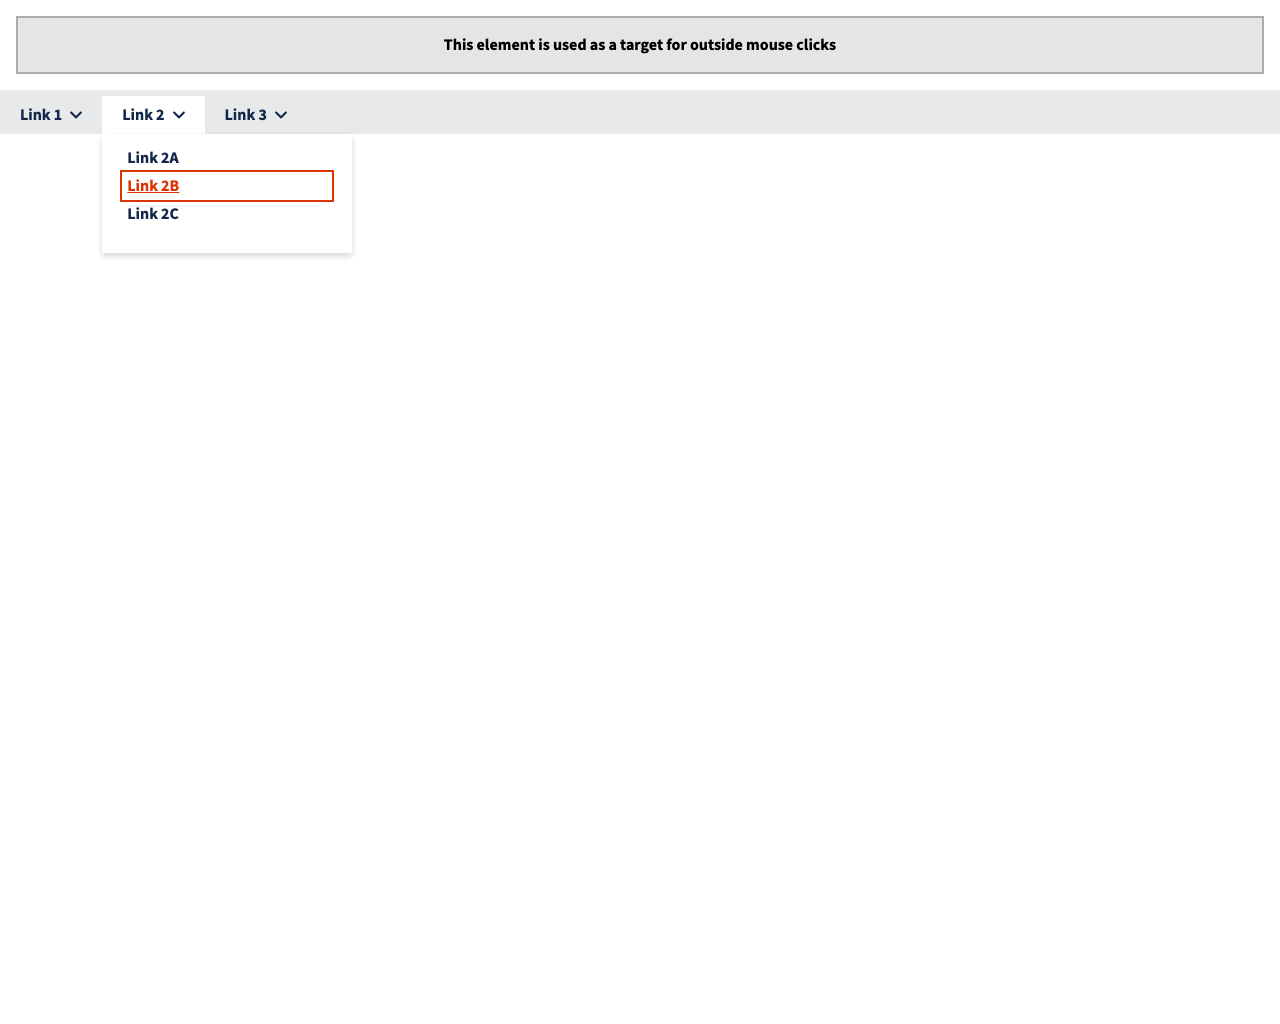 This element is used as a target for outside mouse clicks
Link 1 Link 2 Link 3
Link 2A
Link 2B
Link 2C